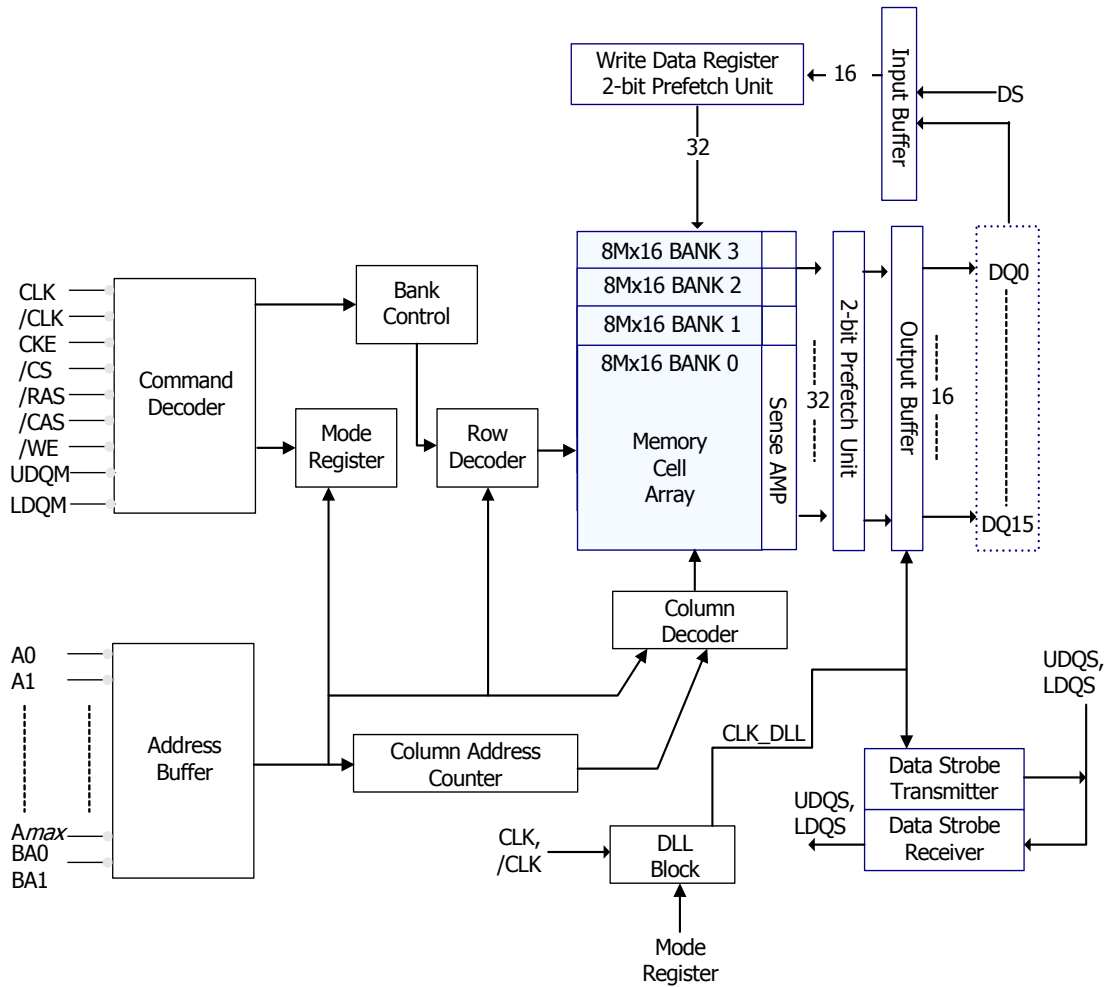 Write Data Register
2-bit Prefetch Unit
16
Input Buffer
DS
32
8Mx16 BANK 3
8Mx16 BANK 2
8Mx16 BANK 1
8Mx16 BANK 0
Memory
Cell
Array
Sense AMP
32
2-bit Prefetch Unit
Output Buffer
16
DQ0
DQ15
CLK
/CLK
CKE
/CS
/RAS
/CAS
/WE
UDQM
LDQM
Command
Decoder
Bank
Control
Mode
Register
Row
Decoder
Column
Decoder
A0
A1
Amax
BA0
BA1
Address
Buffer
Column Address
Counter
CLK_DLL
UDQS,
LDQS
Data Strobe
Transmitter
Data Strobe
Receiver
UDQS,
LDQS
CLK,
/CLK
DLL
Block
Mode
Register